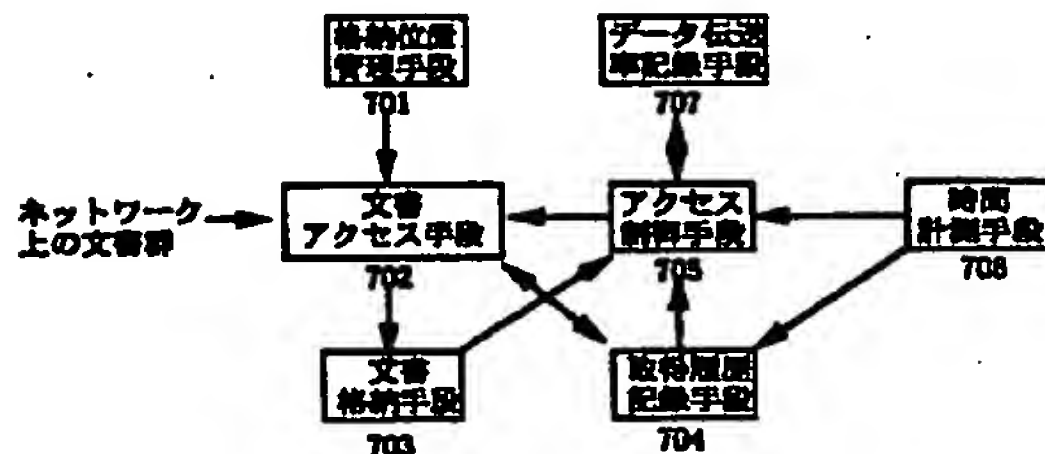 格納位置
管理手段
701
データ伝送
率記録手段
707
ネットワーク
上の文書群
文書
アクセス手段
702
アクセス
制御手段
705
時間
計測手段
708
文書
格納手段
703
取得履歴
記録手段
704